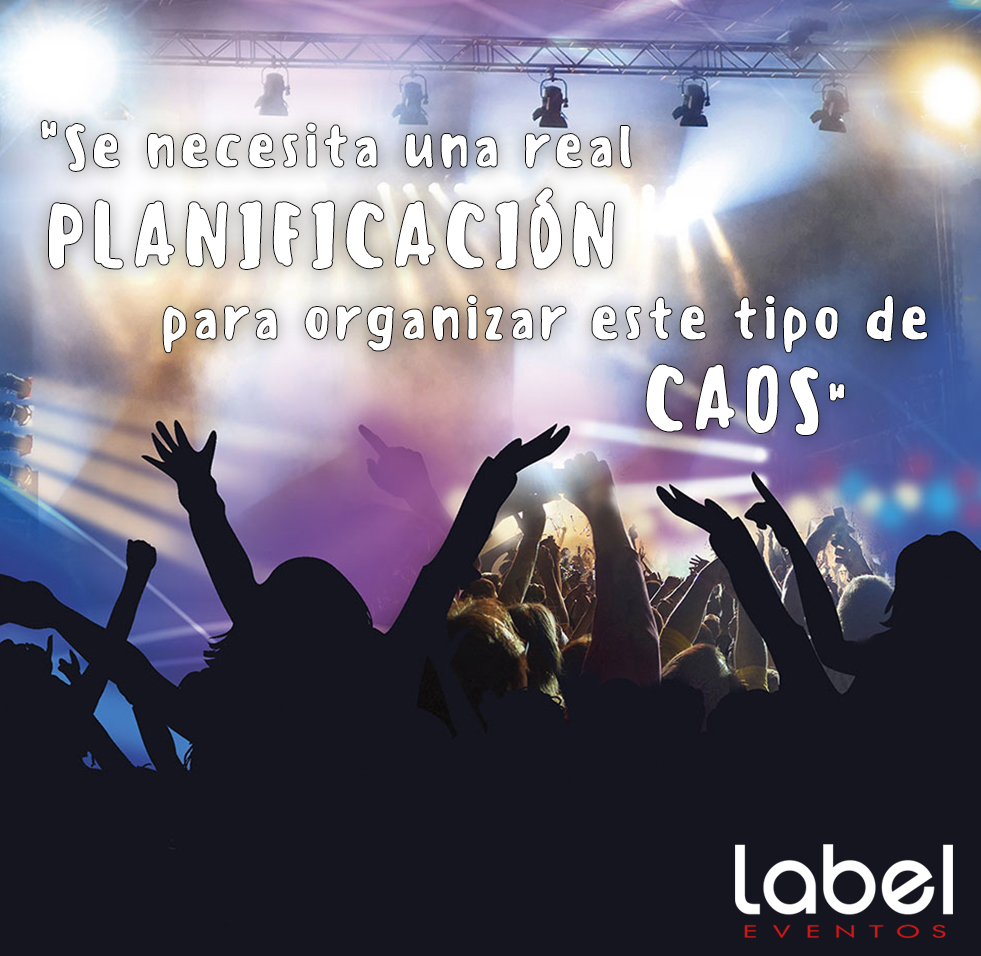 "Se necesita una real
PLANIFICACIÓN
para organizar este tipo de
CAOS"
label
EVENTOS